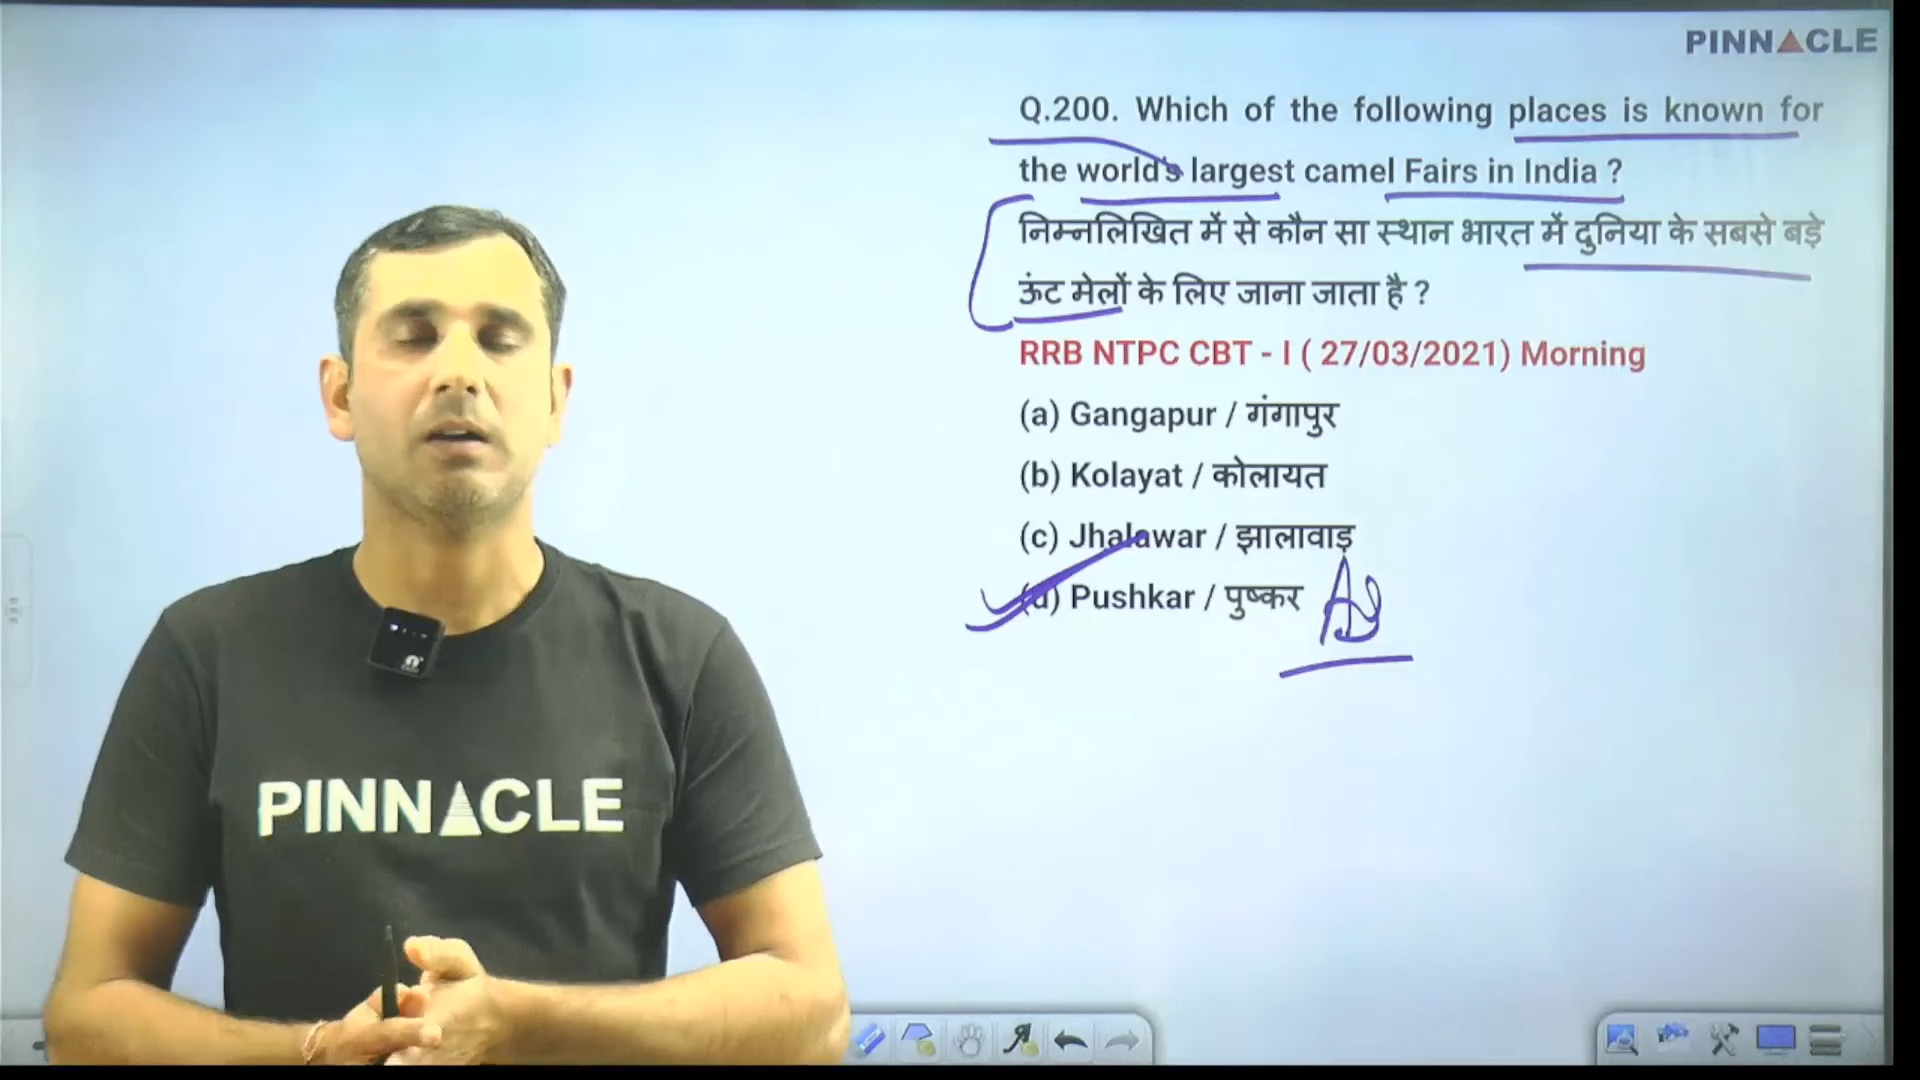 PINNACLE
Q.200. Which of the following places is known for
the world's largest camel Fairs in India ?
निम्नलिखित में से कौन सा स्थान भारत में दुनिया के सबसे बड़े
ऊंट मेलों के लिए जाना जाता है ?
RRB NTPC CBT - I ( 27/03/2021) Morning
(a) Gangapur / गंगापुर
(b) Kolayat / कोलायत
(c) Jhalawar / झालावाड़
(d) Pushkar / पुष्कर
PINNACLE